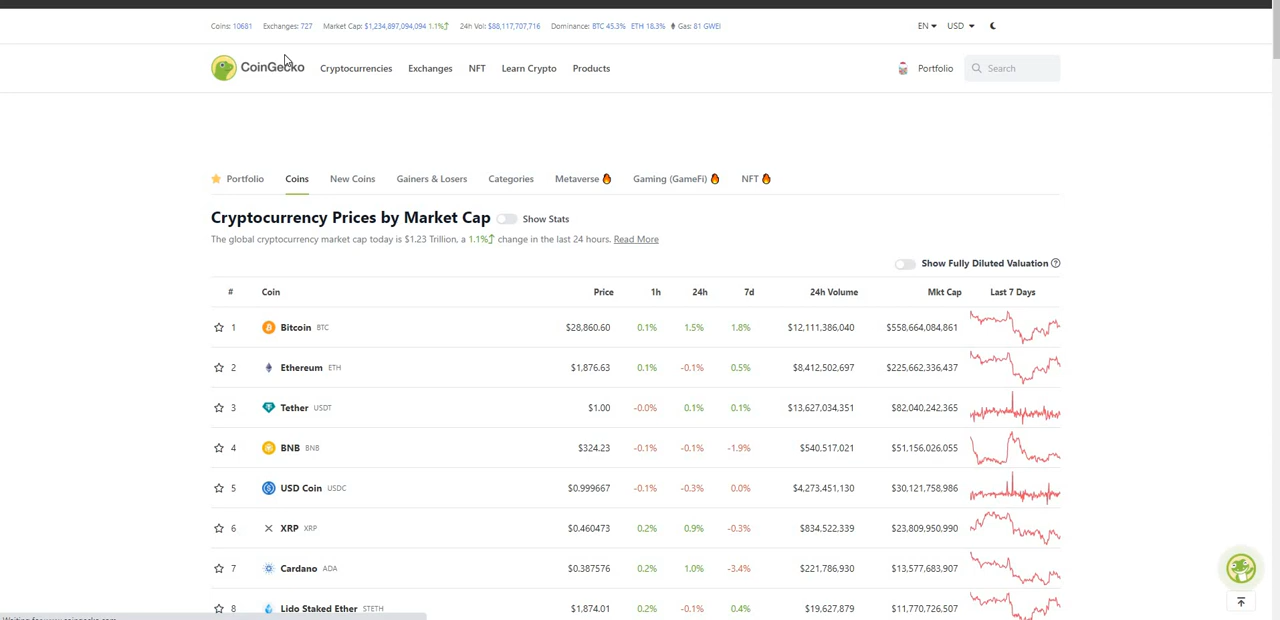 Coins: 10681 Exchanges: 727 Market Cap: $1,234,897,094,094 1.1% 24h Vol: $88,117,707,716 Dominance: BTC 45.3% ETH 18.3% Gas: 81 GWEI EN USD
CoinGecko Cryptocurrencies Exchanges NFT Learn Crypto Products Portfolio Search
Portfolio Coins New Coins Gainers & Losers Categories Metaverse Gaming (GameFi) NFT
Cryptocurrency Prices by Market Cap Show Stats
The global cryptocurrency market cap today is $1.23 Trillion, a 1.1% change in the last 24 hours. Read More
Show Fully Diluted Valuation
# Coin Price 1h 24h 7d 24h Volume Mkt Cap Last 7 Days
1 Bitcoin BTC $28,860.60 0.1% 1.5% 1.8% $12,111,386,040 $558,664,084,861
2 Ethereum ETH $1,876.63 0.1% -0.1% 0.5% $8,412,502,697 $225,662,336,437
3 Tether USDT $1.00 -0.0% 0.1% 0.1% $13,627,034,351 $82,040,242,365
4 BNB BNB $324.23 -0.1% -0.1% -1.9% $540,517,021 $51,156,026,055
5 USD Coin USDC $0.999667 -0.1% -0.3% 0.0% $4,273,451,130 $30,121,758,986
6 XRP XRP $0.460473 0.2% 0.9% -0.3% $834,522,339 $23,809,950,990
7 Cardano ADA $0.387576 0.2% 1.0% -3.4% $221,786,930 $13,577,683,907
8 Lido Staked Ether STETH $1,874.01 0.2% -0.1% 0.4% $19,627,879 $11,770,726,507